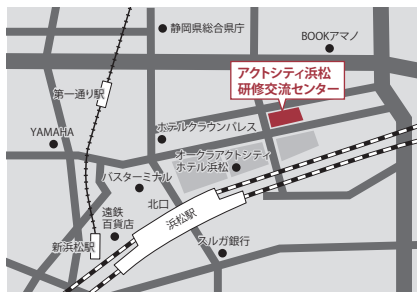 静岡県総合県庁
BOOKアマノ
アクトシティ浜松
研修交流センター
第一通り駅
YAMAHA
ホテルクラウンパレス
オークラアクトシティ
ホテル浜松
バスターミナル
北口
遠鉄
百貨店
浜松駅
新浜松駅
スルガ銀行